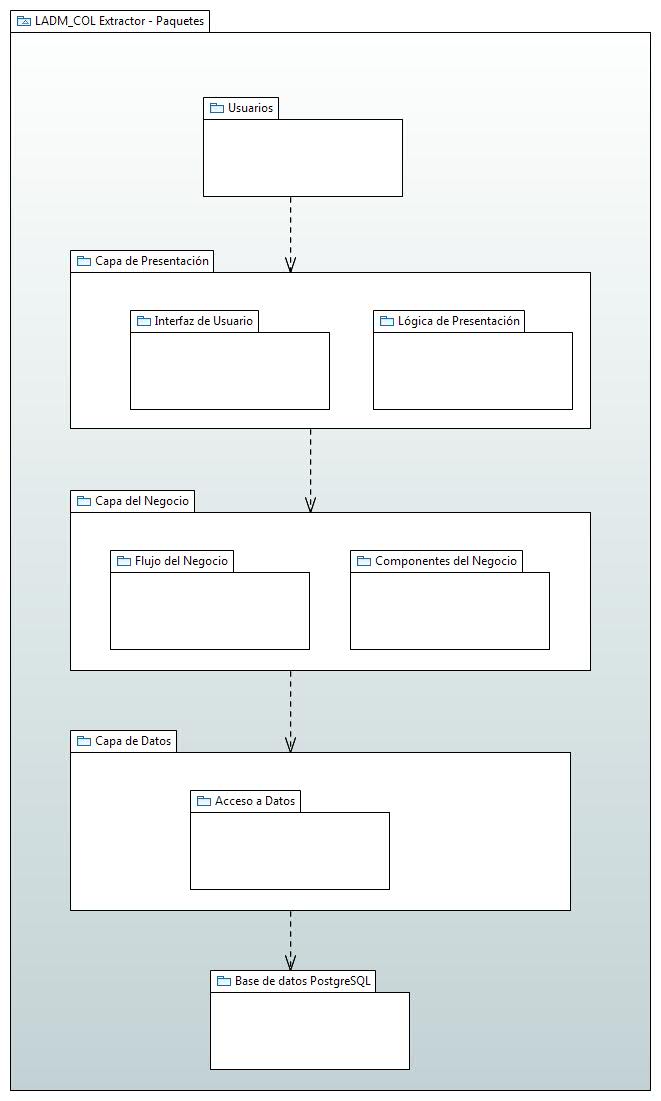 LADM_COL Extractor - Paquetes
Usuarios
Capa de Presentación
Interfaz de Usuario
Lógica de Presentación
Capa del Negocio
Flujo del Negocio
Componentes del Negocio
Capa de Datos
Acceso a Datos
Base de datos PostgreSQL